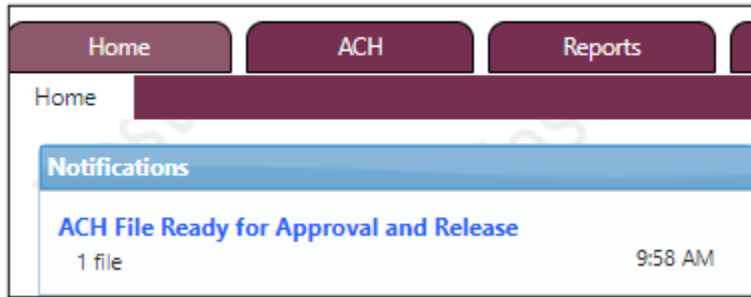 Home ACH Reports
Home
Notifications
ACH File Ready for Approval and Release
1 file 9:58 AM